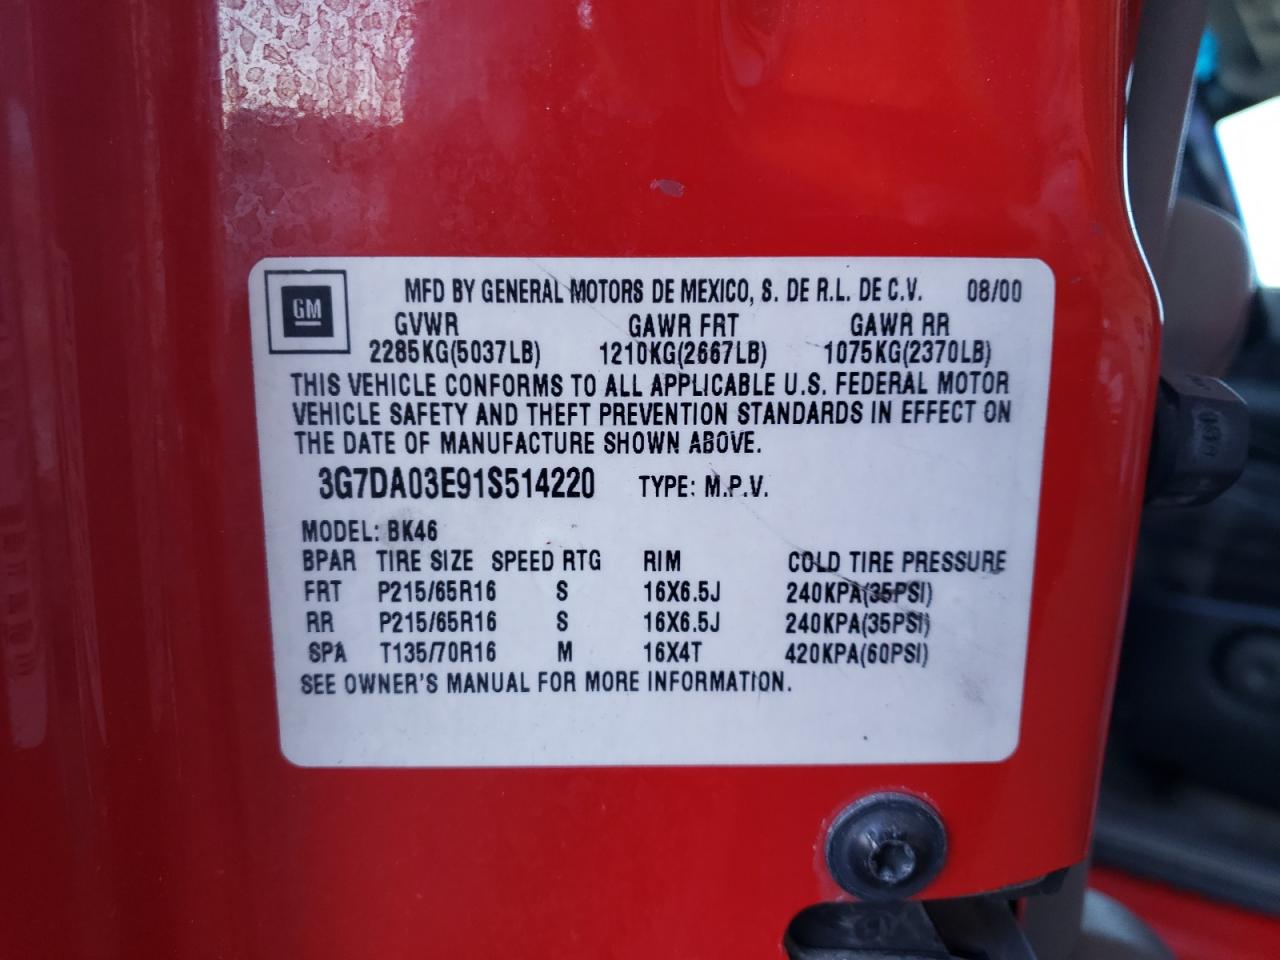 GM
MFD BY GENERAL MOTORS DE MEXICO, S. DE R.L. DE C.V. 08/00
GVWR GAWR FRT GAWR RR
2285KG(5037LB) 1210KG(2667LB) 1075KG(2370LB)
THIS VEHICLE CONFORMS TO ALL APPLICABLE U.S. FEDERAL MOTOR
VEHICLE SAFETY AND THEFT PREVENTION STANDARDS IN EFFECT ON
THE DATE OF MANUFACTURE SHOWN ABOVE.
3G7DA03E91S514220 TYPE: M.P.V.
MODEL: BK46
BPAR TIRE SIZE SPEED RTG RIM COLD TIRE PRESSURE
FRT P215/65R16 S 16X6.5J 240KPA(35PSI)
RR P215/65R16 S 16X6.5J 240KPA(35PSI)
SPA T135/70R16 M 16X4T 420KPA(60PSI)
SEE OWNER'S MANUAL FOR MORE INFORMATION.